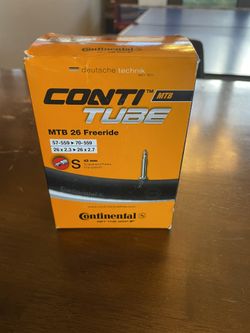 deutsche technik
CONTI
MTB
TUBE
MTB 26 Freeride
57-559 ▸ 70-559
26 x 2.3 ▸ 26 x 2.7
S
42 mm
Continental